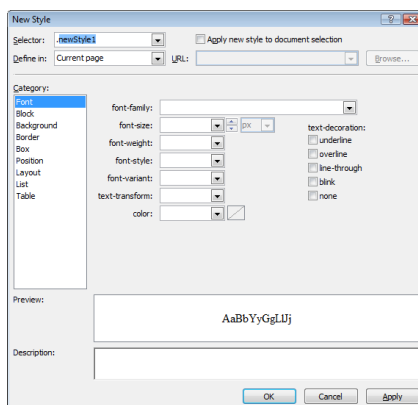 New Style
Selector: .newStyle1 Apply new style to document selection
Define in: Current page URL: Browse...
Category:
Font
Block
Background
Border
Box
Position
Layout
List
Table
font-family:
font-size: px
font-weight:
font-style:
font-variant:
text-transform:
color:
text-decoration:
underline
overline
line-through
blink
none
Preview:
AaBbYyGgLlJj
Description:
OK Cancel Apply